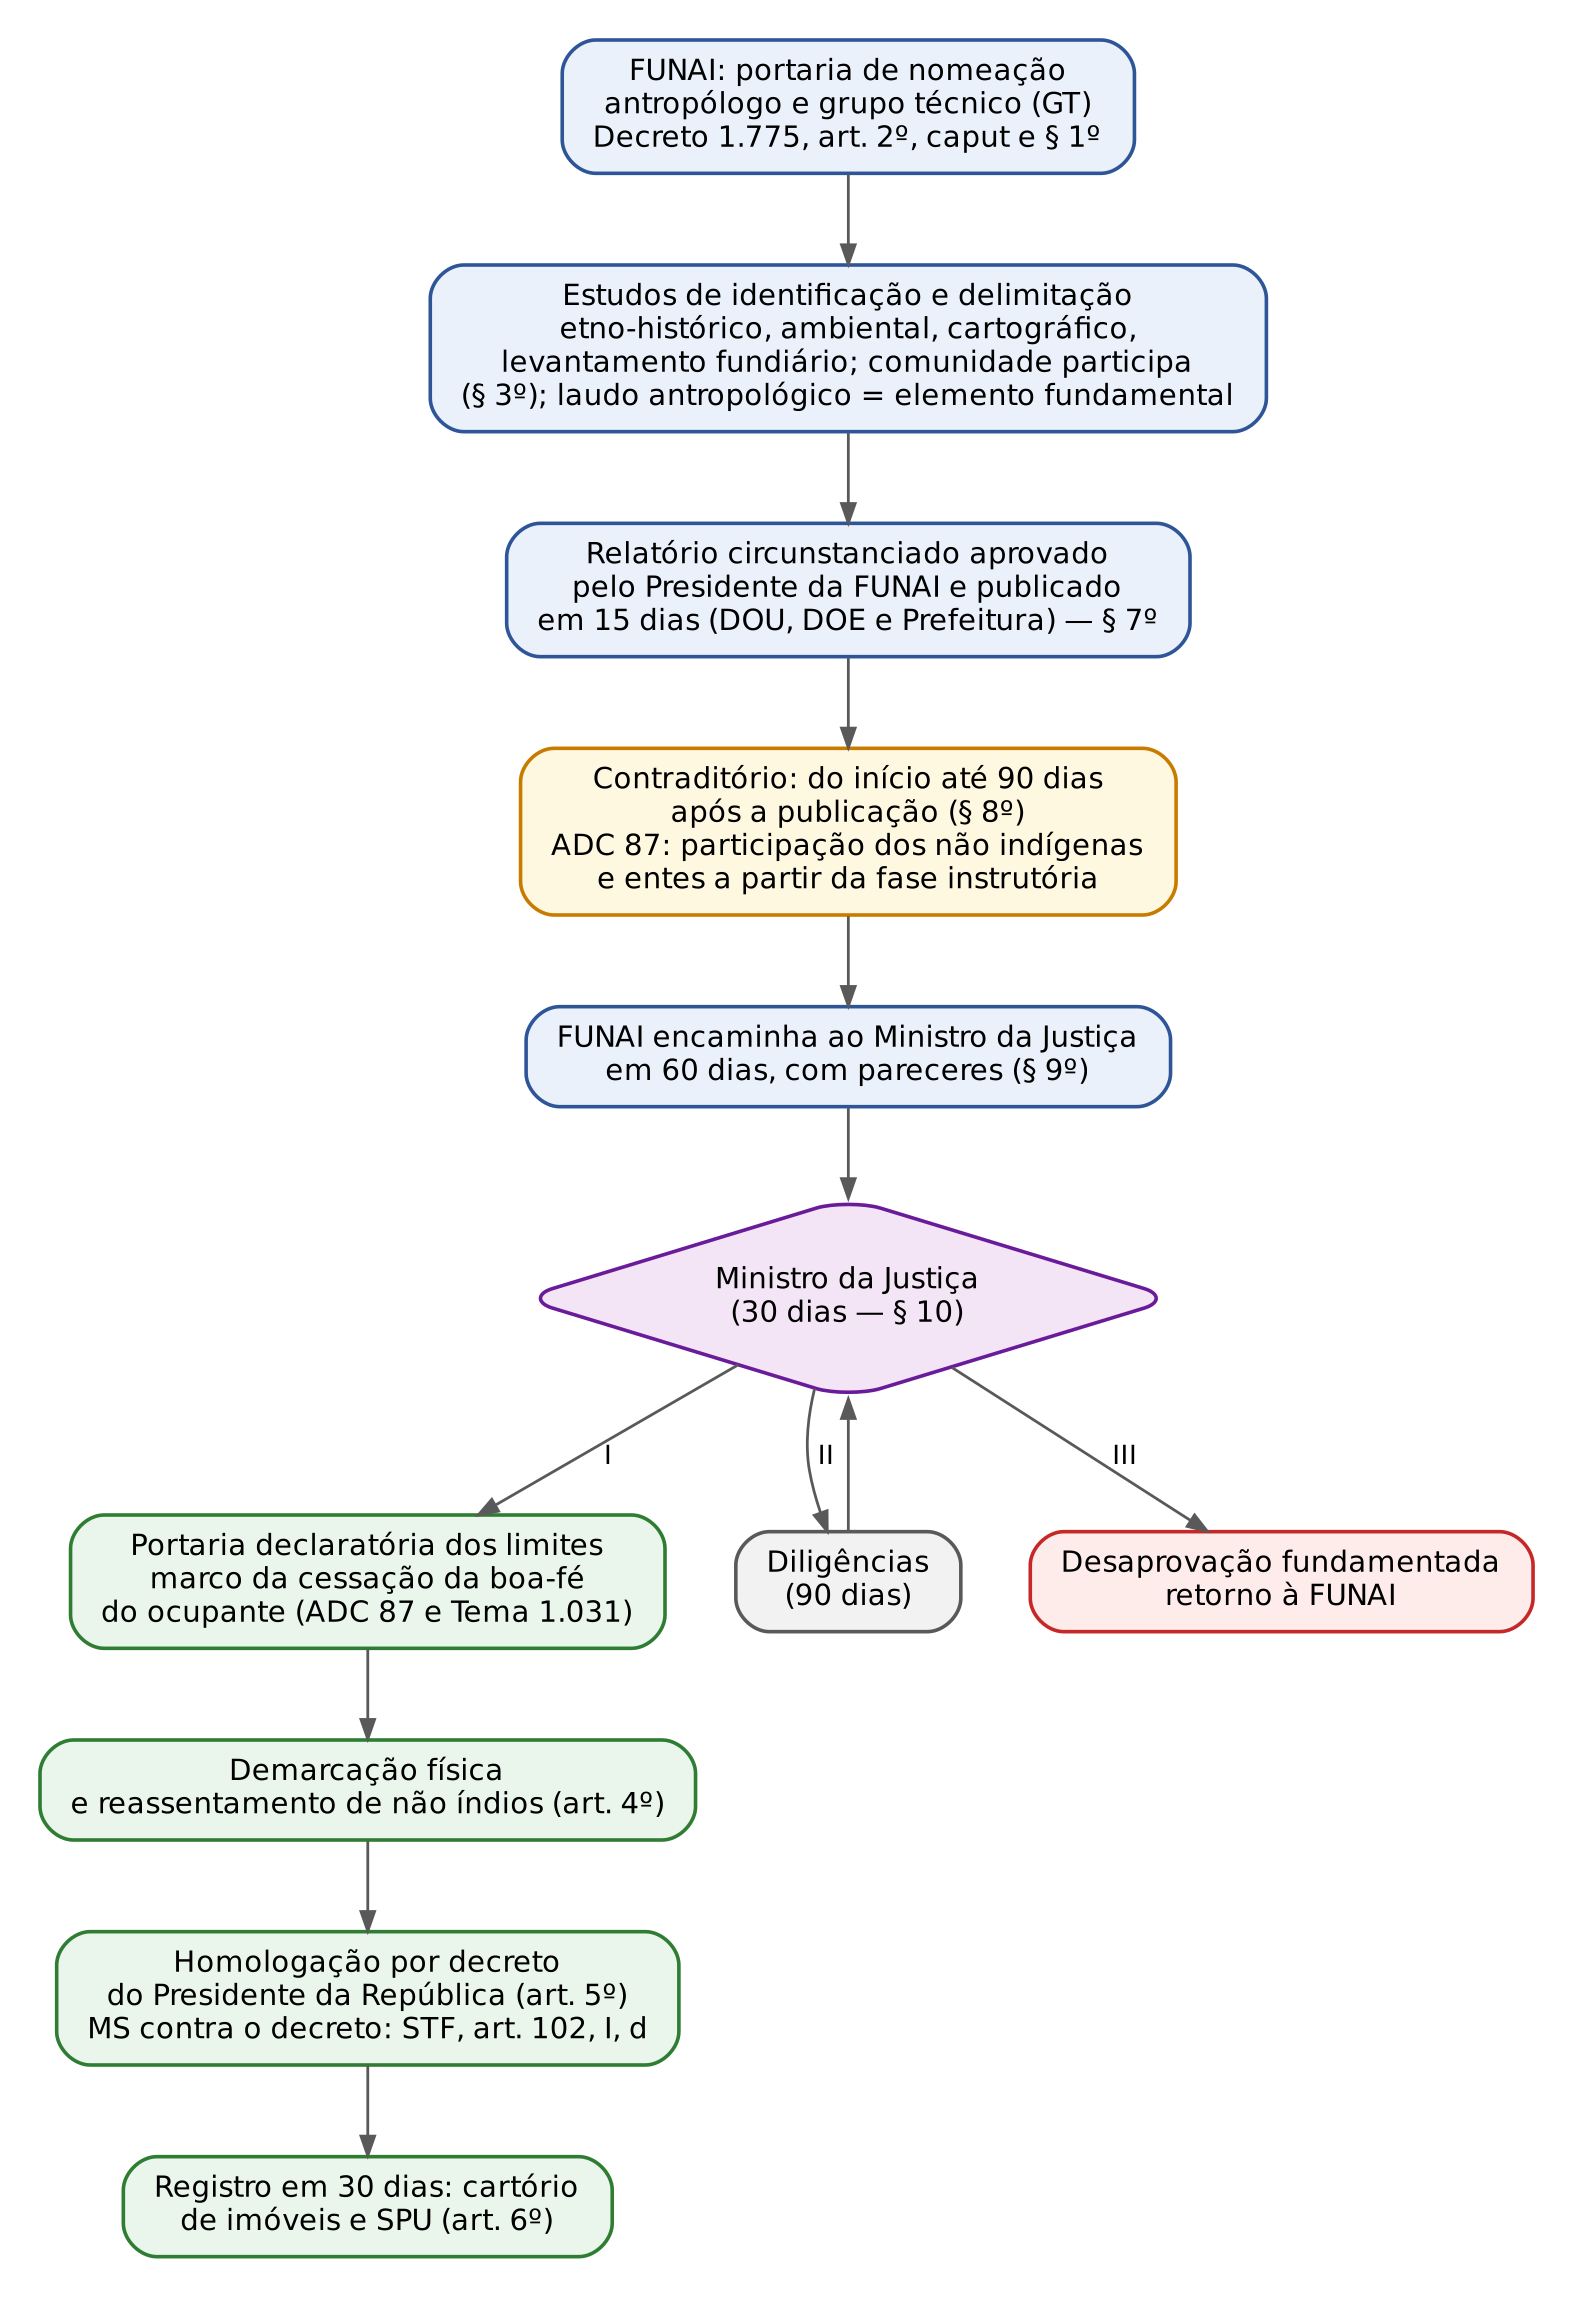 FUNAI: portaria de nomeação
antropólogo e grupo técnico (GT)
Decreto 1.775, art. 2º, caput e § 1º
Estudos de identificação e delimitação
etno-histórico, ambiental, cartográfico,
levantamento fundiário; comunidade participa
(§ 3º); laudo antropológico = elemento fundamental
Relatório circunstanciado aprovado
pelo Presidente da FUNAI e publicado
em 15 dias (DOU, DOE e Prefeitura) — § 7º
Contraditório: do início até 90 dias
após a publicação (§ 8º)
ADC 87: participação dos não indígenas
e entes a partir da fase instrutória
FUNAI encaminha ao Ministro da Justiça
em 60 dias, com pareceres (§ 9º)
Ministro da Justiça
(30 dias — § 10)
I
II
III
Portaria declaratória dos limites
marco da cessação da boa-fé
do ocupante (ADC 87 e Tema 1.031)
Diligências
(90 dias)
Desaprovação fundamentada
retorno à FUNAI
Demarcação física
e reassentamento de não índios (art. 4º)
Homologação por decreto
do Presidente da República (art. 5º)
MS contra o decreto: STF, art. 102, I, d
Registro em 30 dias: cartório
de imóveis e SPU (art. 6º)